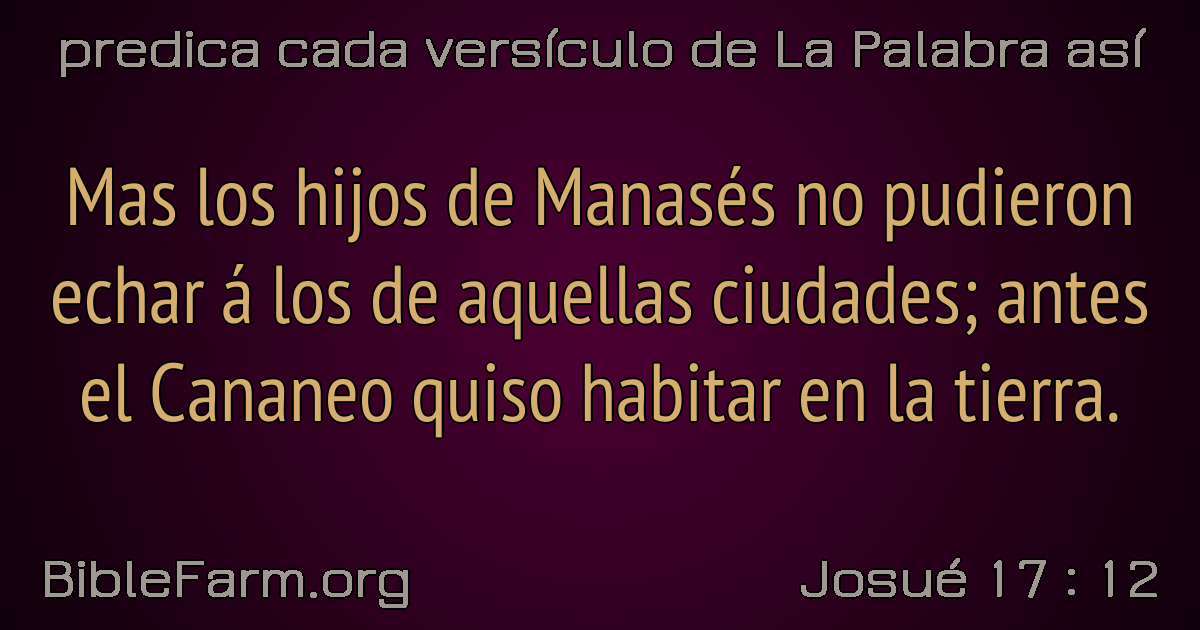 predica cada versículo de La Palabra así
Mas los hijos de Manasés no pudieron
echar á los de aquellas ciudades; antes
el Cananeo quiso habitar en la tierra.
BibleFarm.org
Josué 17 : 12